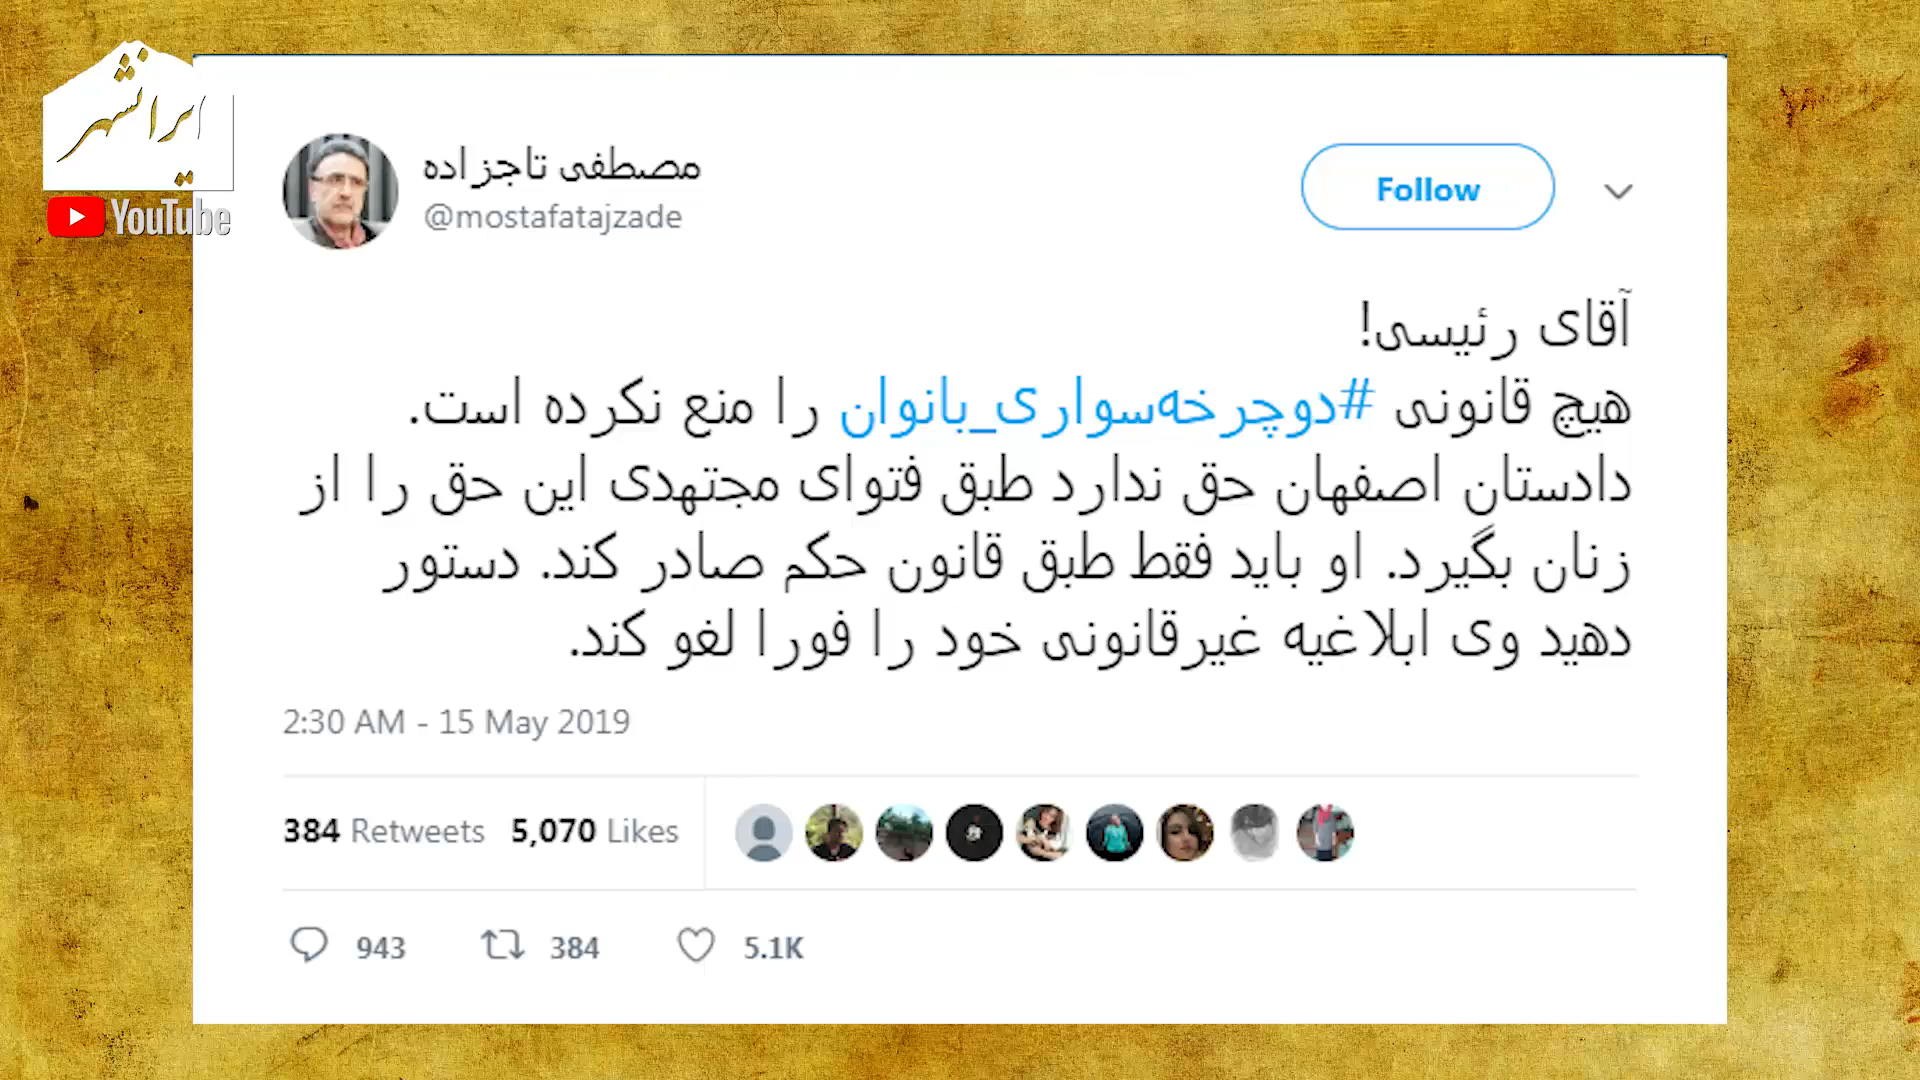 ایرانشهر
YouTube
مصطفی تاجزاده
@mostafatajzade
Follow
آقای رئیسی!
هیچ قانونی #دوچرخه‌سواری_بانوان را منع نکرده است.
دادستان اصفهان حق ندارد طبق فتوای مجتهدی این حق را از
زنان بگیرد. او باید فقط طبق قانون حکم صادر کند. دستور
دهید وی ابلاغیه غیرقانونی خود را فورا لغو کند.
2:30 AM - 15 May 2019
384 Retweets 5,070 Likes
943 384 5.1K